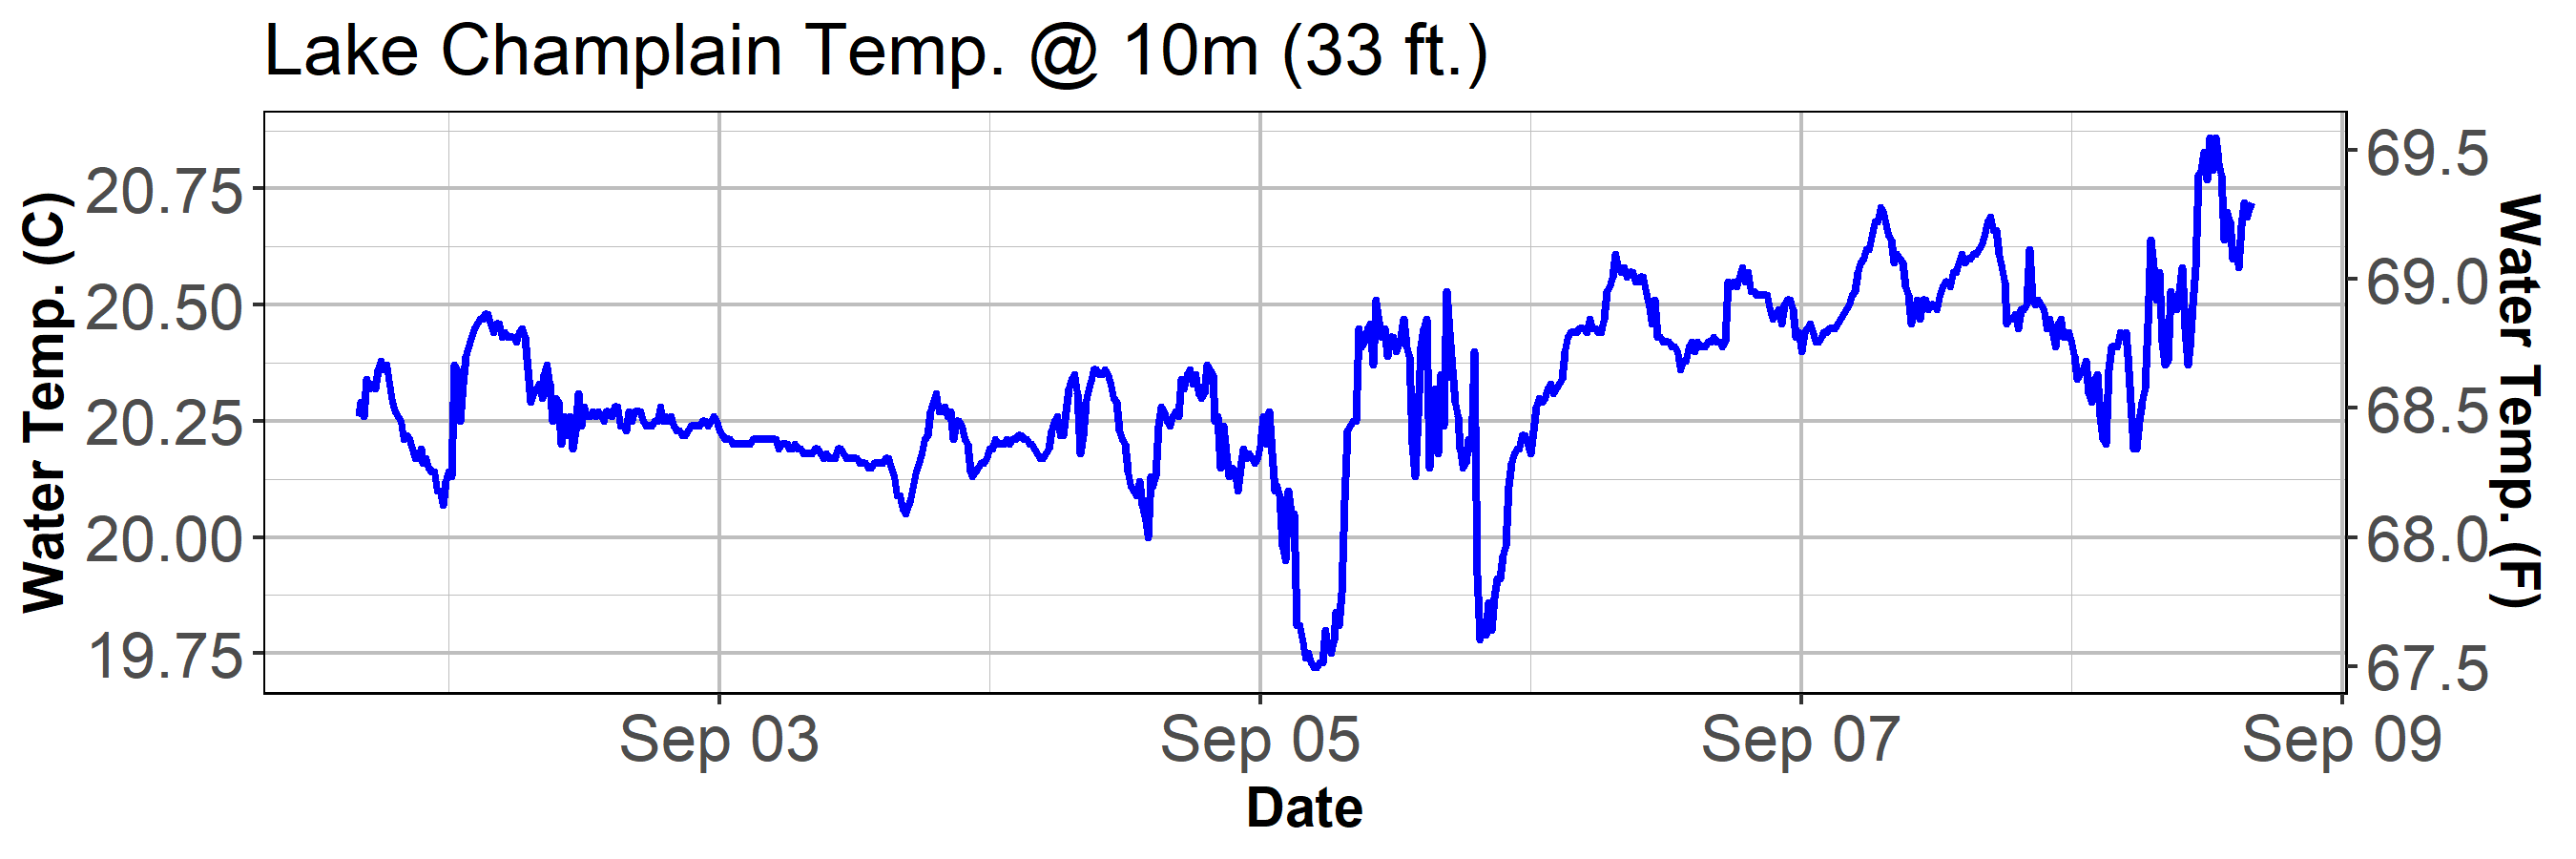 Lake Champlain Temp. @ 10m (33 ft.)
Water Temp. (C)
20.75
20.50
20.25
20.00
19.75
69.5
69.0
68.5
68.0
67.5
Water Temp. (F)
Sep 03 Sep 05 Sep 07 Sep 09
Date